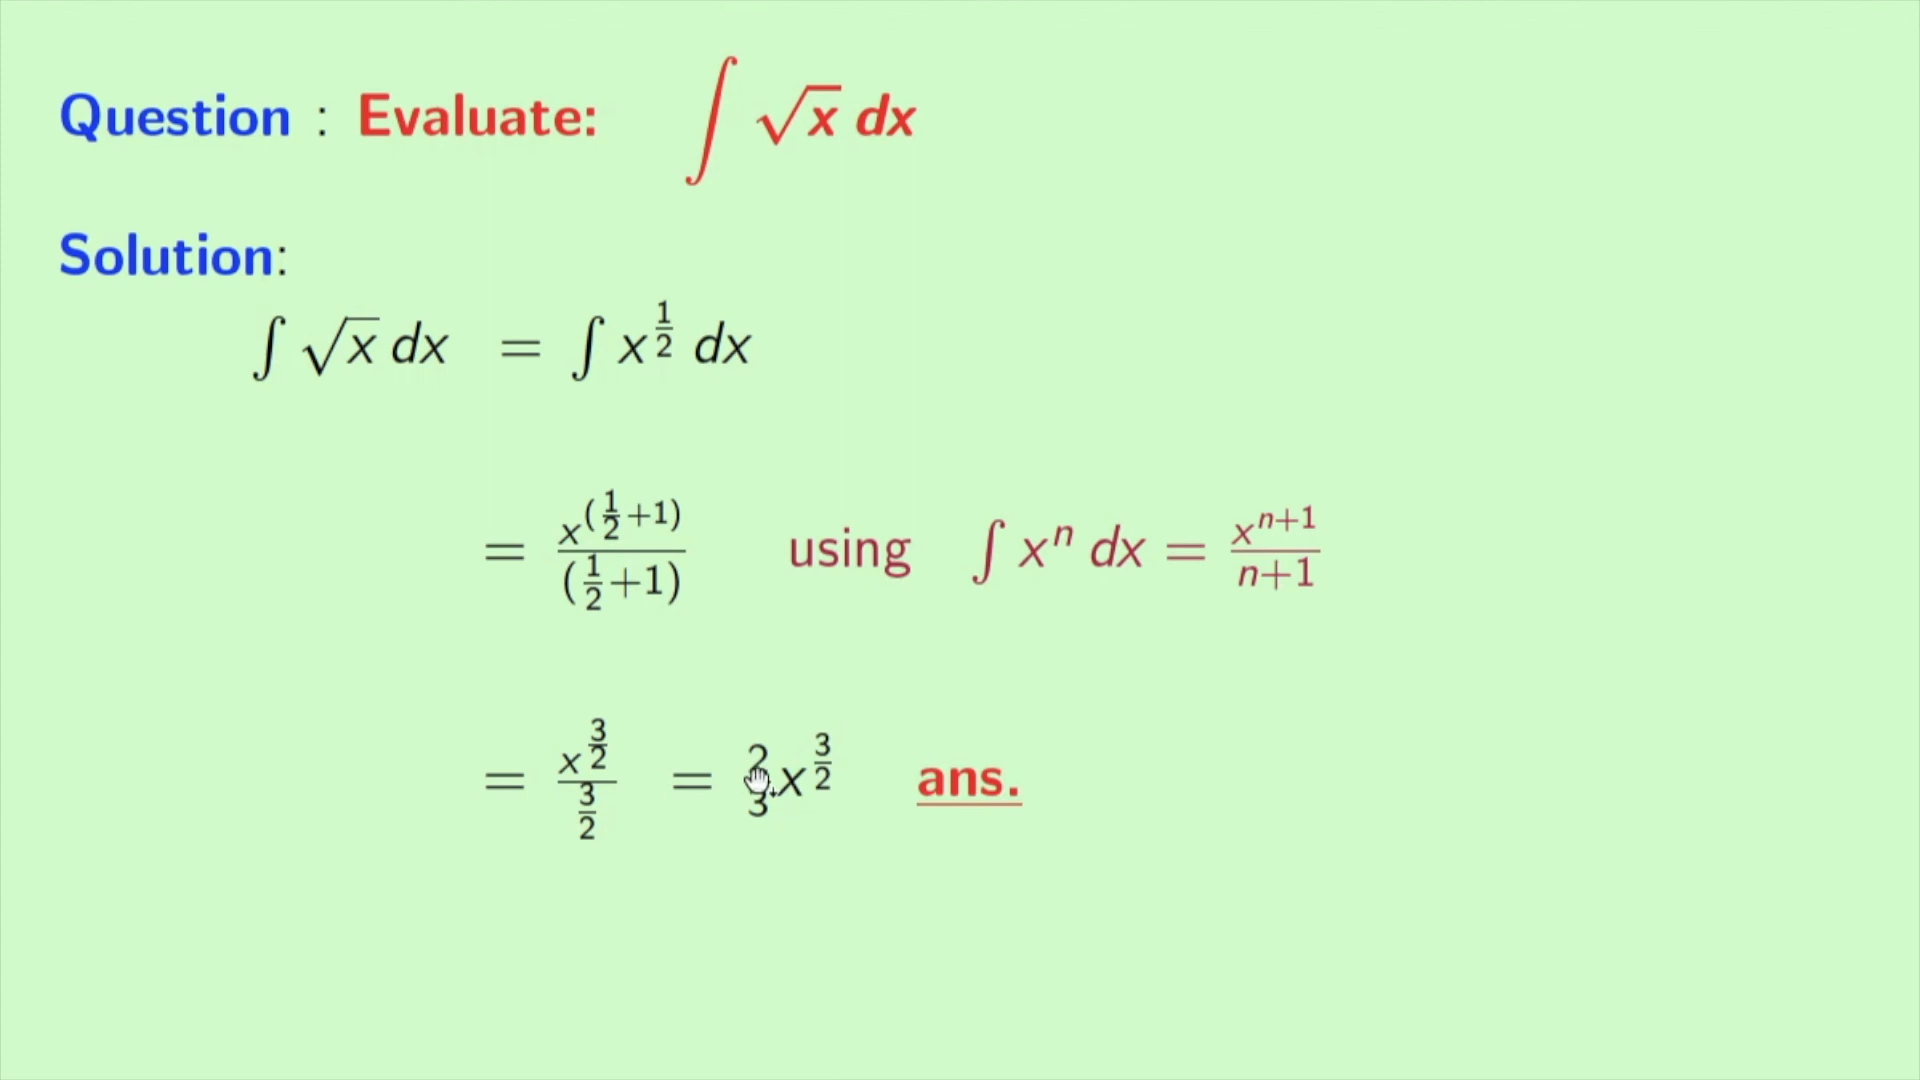 Question : Evaluate: ∫ √x dx
Solution:
∫ √x dx = ∫ x^{1/2} dx
= x^{(1/2+1)} / (1/2+1) using ∫ xⁿ dx = x^{n+1} / n+1
= x^{3/2} / 3/2 = 2/3 x^{3/2} ans.